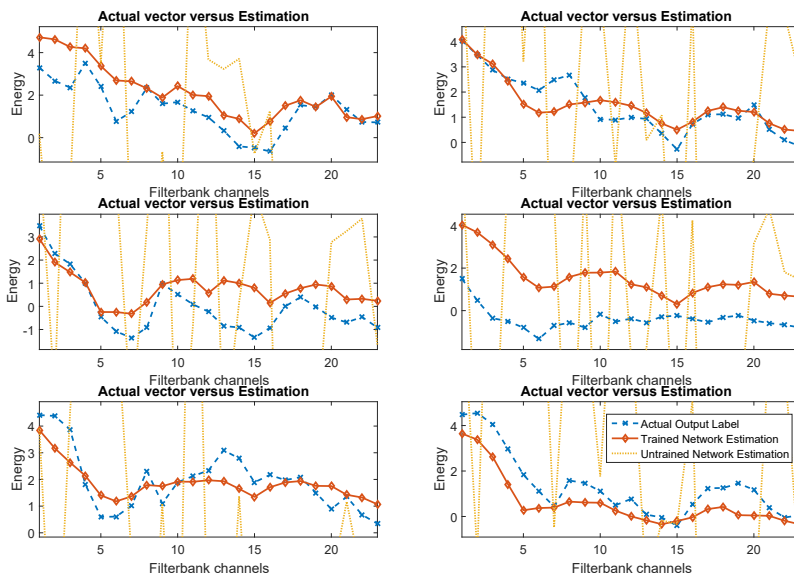 Actual vector versus Estimation
Energy
4
2
0
5 10 15 20
Filterbank channels
Actual vector versus Estimation
Energy
4
3
2
1
0
5 10 15 20
Filterbank channels
Actual vector versus Estimation
Energy
3
2
1
0
-1
5 10 15 20
Filterbank channels
Actual vector versus Estimation
Energy
4
2
0
5 10 15 20
Filterbank channels
Actual vector versus Estimation
Energy
4
3
2
1
0
5 10 15 20
Filterbank channels
Actual vector versus Estimation
Energy
4
2
0
5 10 15 20
Filterbank channels
Actual Output Label
Trained Network Estimation
Untrained Network Estimation